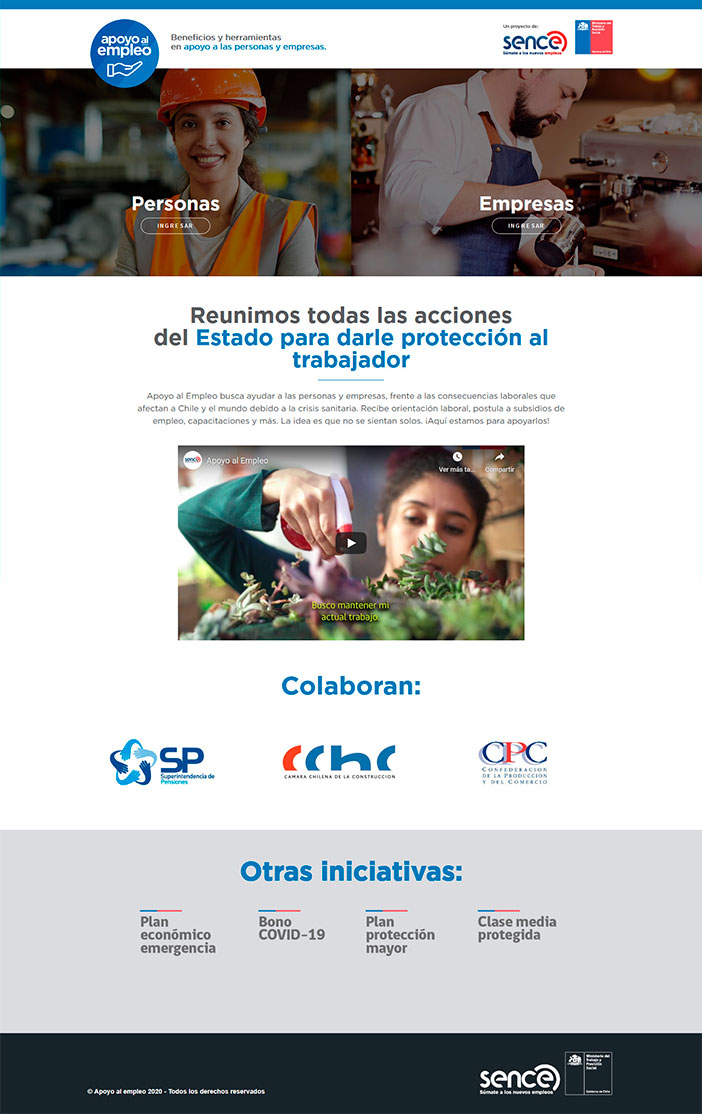 apoyo al
empleo
Beneficios y herramientas
en apoyo a las personas y empresas.
Un proyecto de:
sence
Súmate a los nuevos empleos
Ministerio del
Trabajo y
Previsión
Social
Gobierno de Chile
Personas
INGRESAR
Empresas
INGRESAR
Reunimos todas las acciones
del Estado para darle protección al
trabajador
Apoyo al Empleo busca ayudar a las personas y empresas, frente a las consecuencias laborales que
afectan a Chile y el mundo debido a la crisis sanitaria. Recibe orientación laboral, postula a subsidios de
empleo, capacitaciones y más. La idea es que no se sientan solos. ¡Aquí estamos para apoyarlos!
sence
Apoyo al Empleo
Ver más ta...
Compartir
Busco mantener mi
actual trabajo.
Colaboran:
SP
Superintendencia de
Pensiones
cchc
CAMARA CHILENA DE LA CONSTRUCCION
CPC
CONFEDERACION
DE LA PRODUCCION
Y DEL COMERCIO
Otras iniciativas:
Plan
económico
emergencia
Bono
COVID-19
Plan
protección
mayor
Clase media
protegida
© Apoyo al empleo 2020 - Todos los derechos reservados
sence
Súmate a los nuevos empleos
Ministerio del
Trabajo y
Previsión
Social
Gobierno de Chile